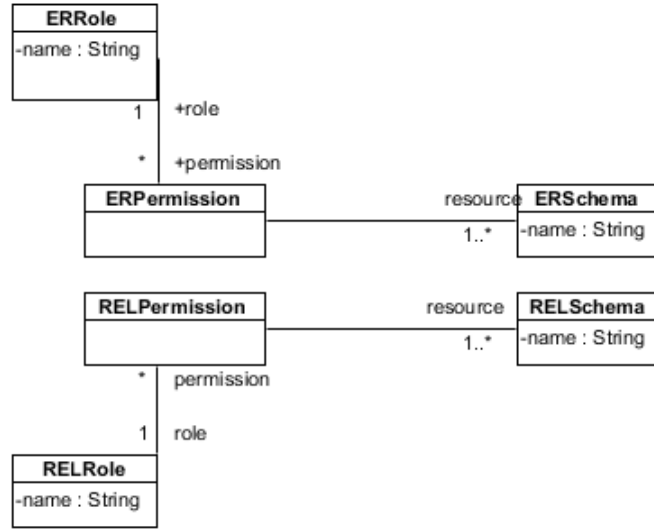 ERRole
-name : String
1
+role
*
+permission
ERPermission
resource
1..*
ERSchema
-name : String
RELPermission
resource
1..*
RELSchema
-name : String
*
permission
1
role
RELRole
-name : String